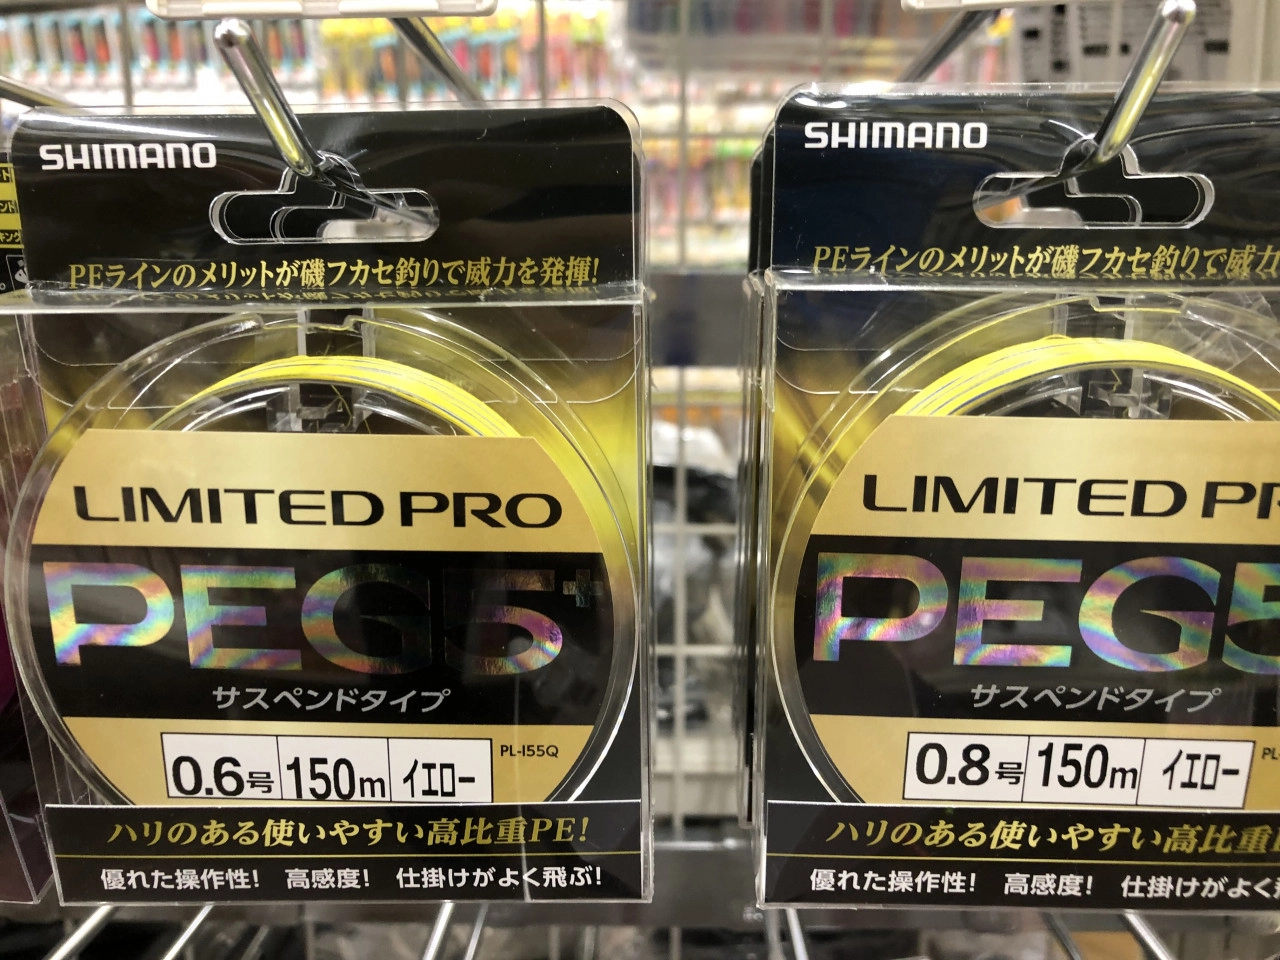 SHIMANO
PEラインのメリットが磯フカセ釣りで威力を発揮!
LIMITED PRO
PEG5+
サスペンドタイプ
PL-I55Q
0.6号 150m イエロー
ハリのある使いやすい高比重PE!
優れた操作性! 高感度! 仕掛けがよく飛ぶ!
SHIMANO
PEラインのメリットが磯フカセ釣りで威力
LIMITED PR
PEG5
サスペンドタイプ
PL-
0.8号 150m イエロー
ハリのある使いやすい高比重
優れた操作性! 高感度! 仕掛けがよく